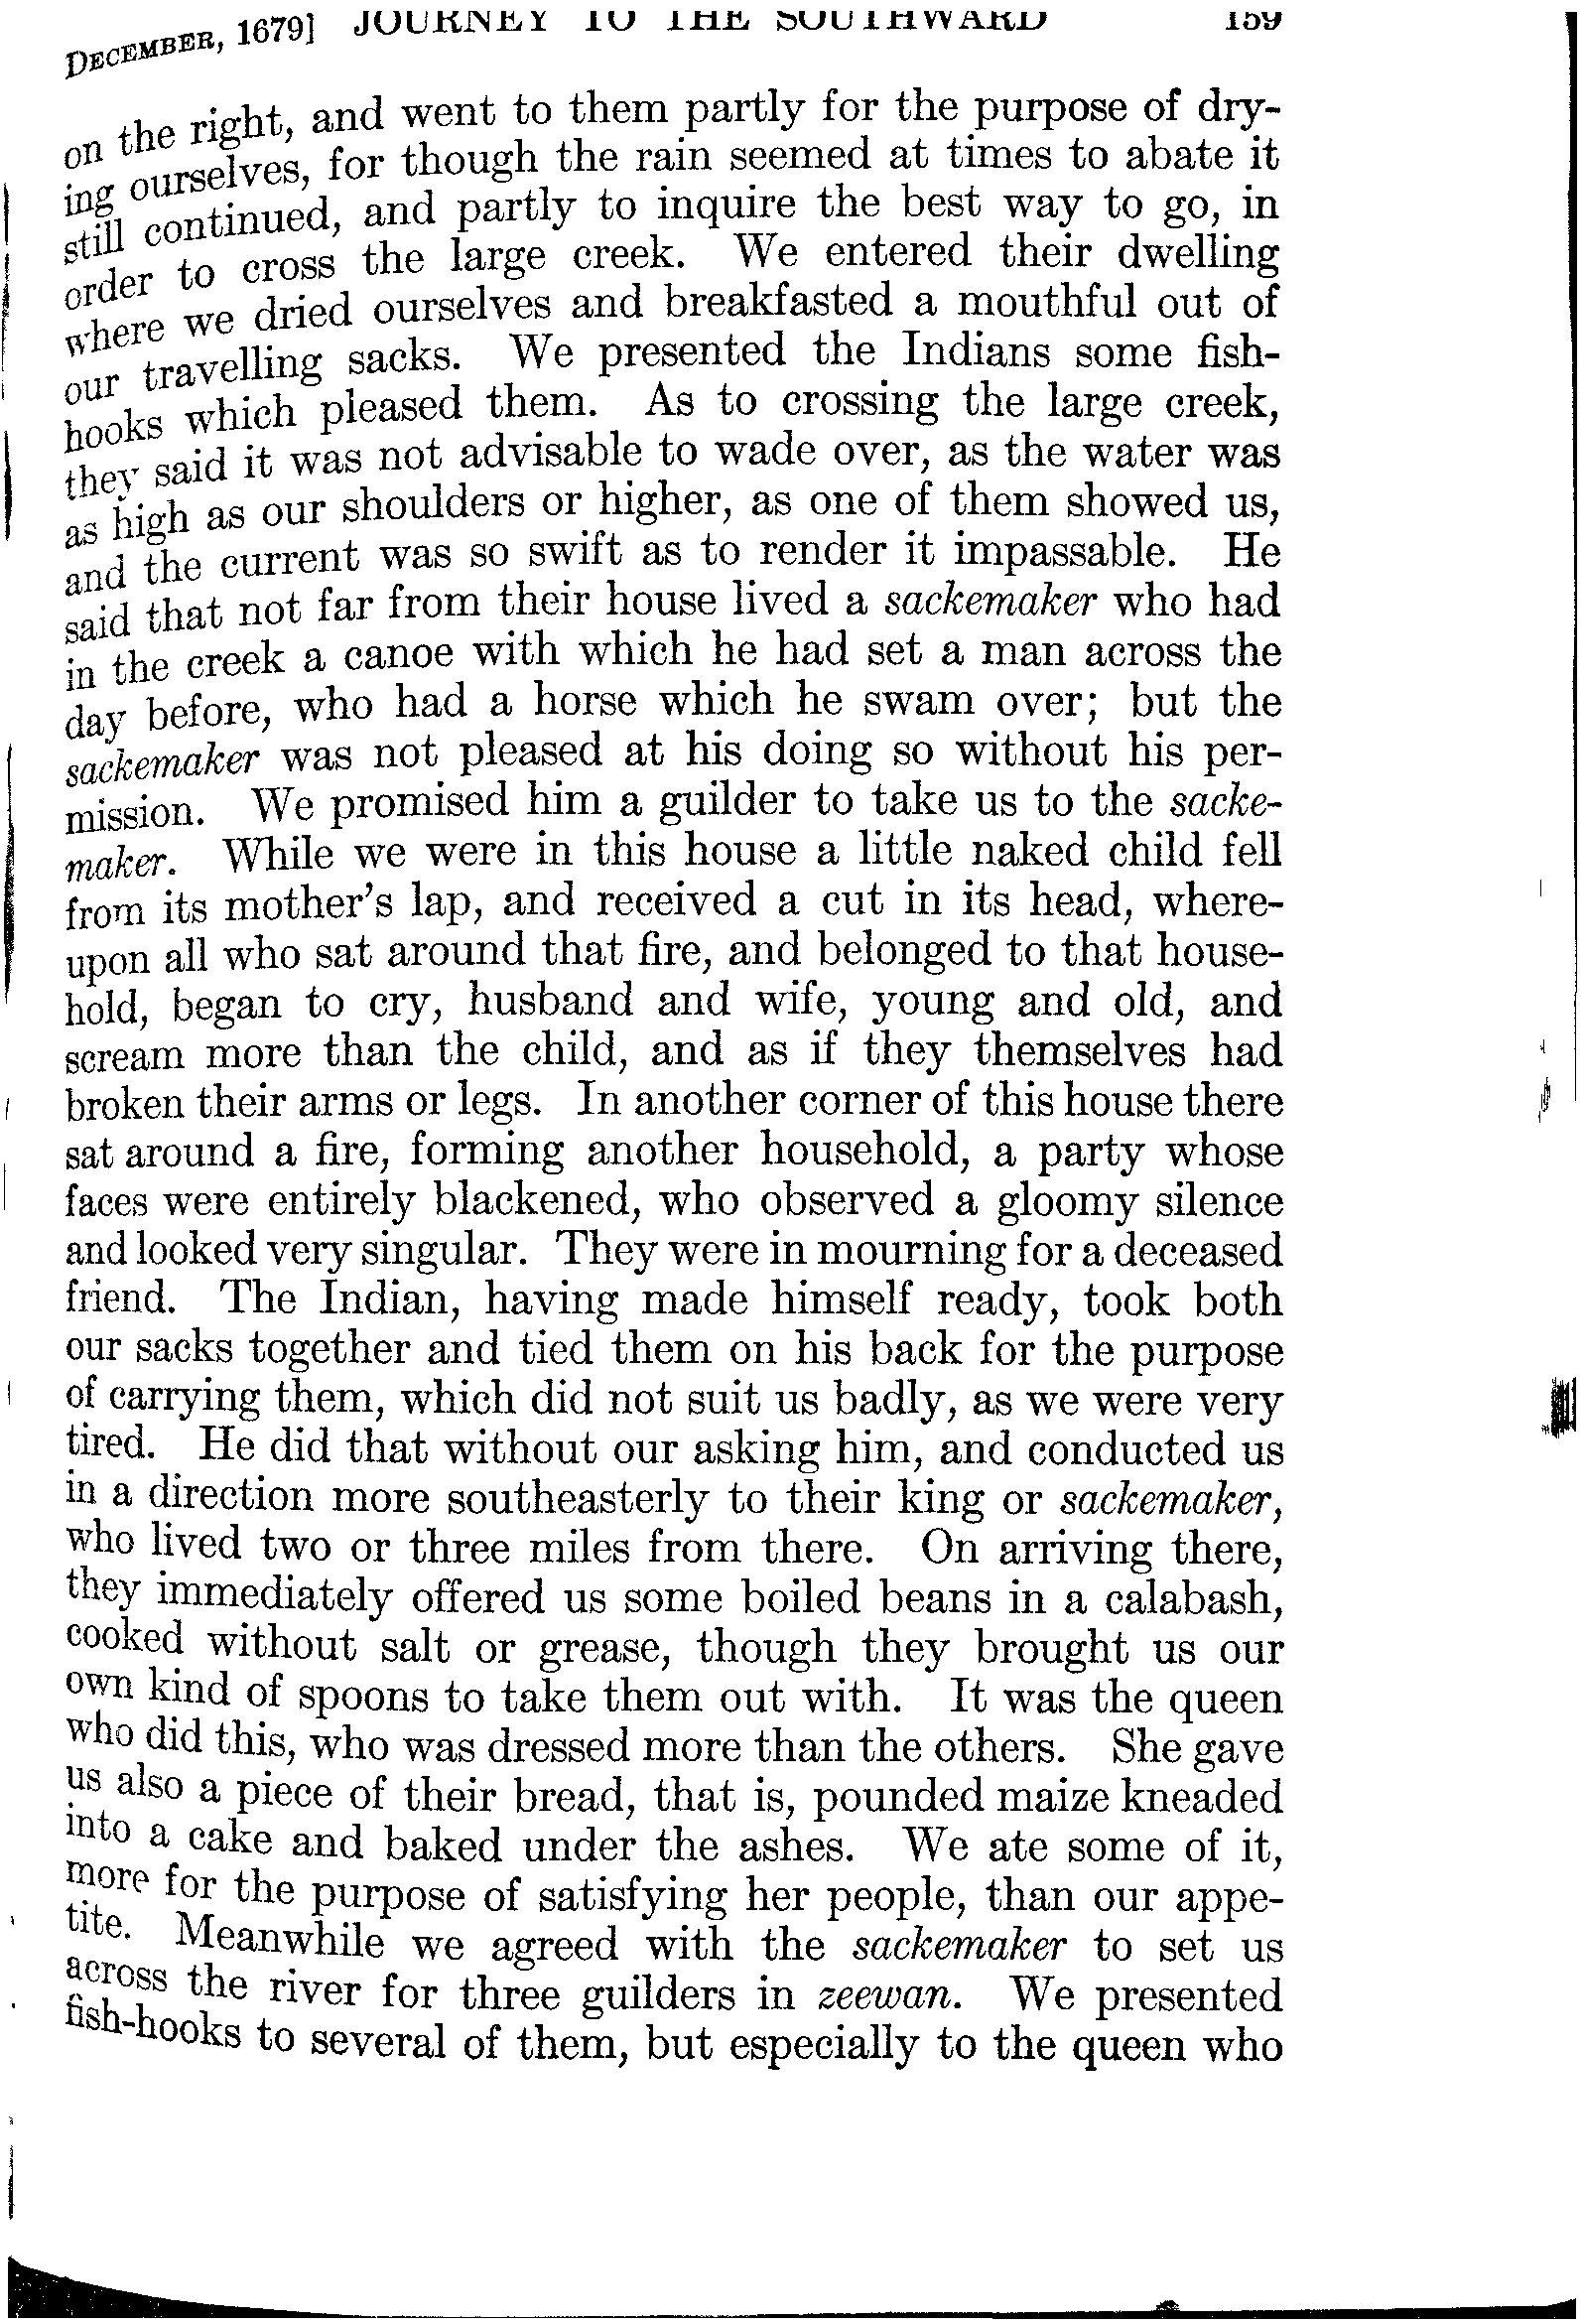 DECEMBER, 1679] JOURNEY TO THE SOUTHWARD 159
on the right, and went to them partly for the purpose of dry-
ing ourselves, for though the rain seemed at times to abate it
still continued, and partly to inquire the best way to go, in
order to cross the large creek. We entered their dwelling
where we dried ourselves and breakfasted a mouthful out of
our travelling sacks. We presented the Indians some fish-
hooks which pleased them. As to crossing the large creek,
they said it was not advisable to wade over, as the water was
as high as our shoulders or higher, as one of them showed us,
and the current was so swift as to render it impassable. He
said that not far from their house lived a sackemaker who had
in the creek a canoe with which he had set a man across the
day before, who had a horse which he swam over; but the
sackemaker was not pleased at his doing so without his per-
mission. We promised him a guilder to take us to the sacke-
maker. While we were in this house a little naked child fell
from its mother's lap, and received a cut in its head, where-
upon all who sat around that fire, and belonged to that house-
hold, began to cry, husband and wife, young and old, and
scream more than the child, and as if they themselves had
broken their arms or legs. In another corner of this house there
sat around a fire, forming another household, a party whose
faces were entirely blackened, who observed a gloomy silence
and looked very singular. They were in mourning for a deceased
friend. The Indian, having made himself ready, took both
our sacks together and tied them on his back for the purpose
of carrying them, which did not suit us badly, as we were very
tired. He did that without our asking him, and conducted us
in a direction more southeasterly to their king or sackemaker,
who lived two or three miles from there. On arriving there,
they immediately offered us some boiled beans in a calabash,
cooked without salt or grease, though they brought us our
own kind of spoons to take them out with. It was the queen
who did this, who was dressed more than the others. She gave
us also a piece of their bread, that is, pounded maize kneaded
into a cake and baked under the ashes. We ate some of it,
more for the purpose of satisfying her people, than our appe-
tite. Meanwhile we agreed with the sackemaker to set us
across the river for three guilders in zeewan. We presented
fish-hooks to several of them, but especially to the queen who